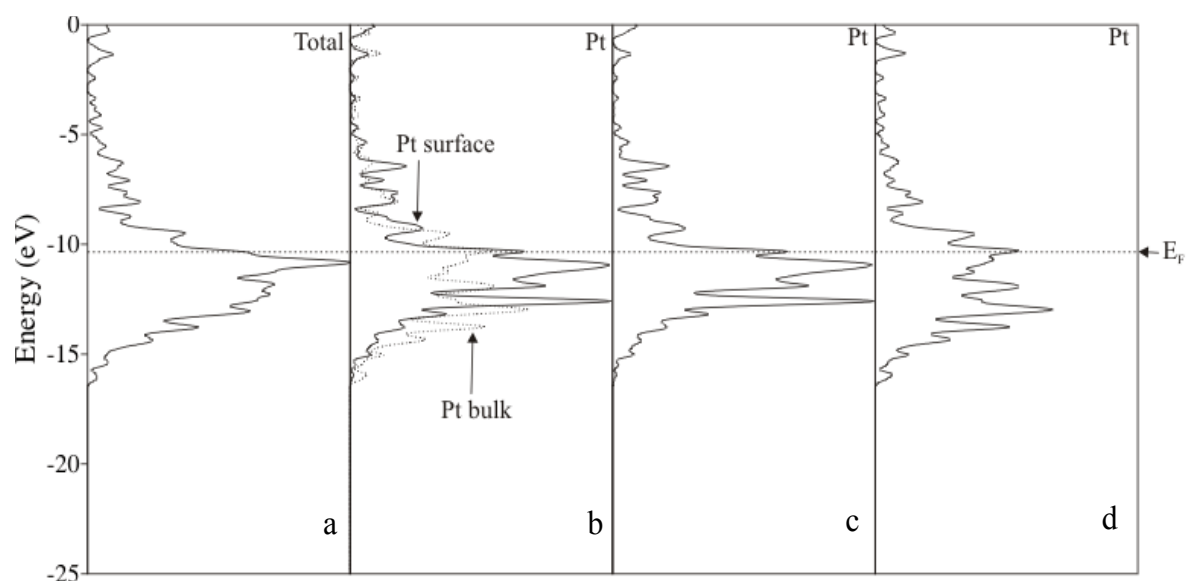 0
Total
Pt
Pt
Pt
-5
Pt surface
-10
E_F
Energy (eV)
Pt bulk
-15
-20
a
b
c
d
-25